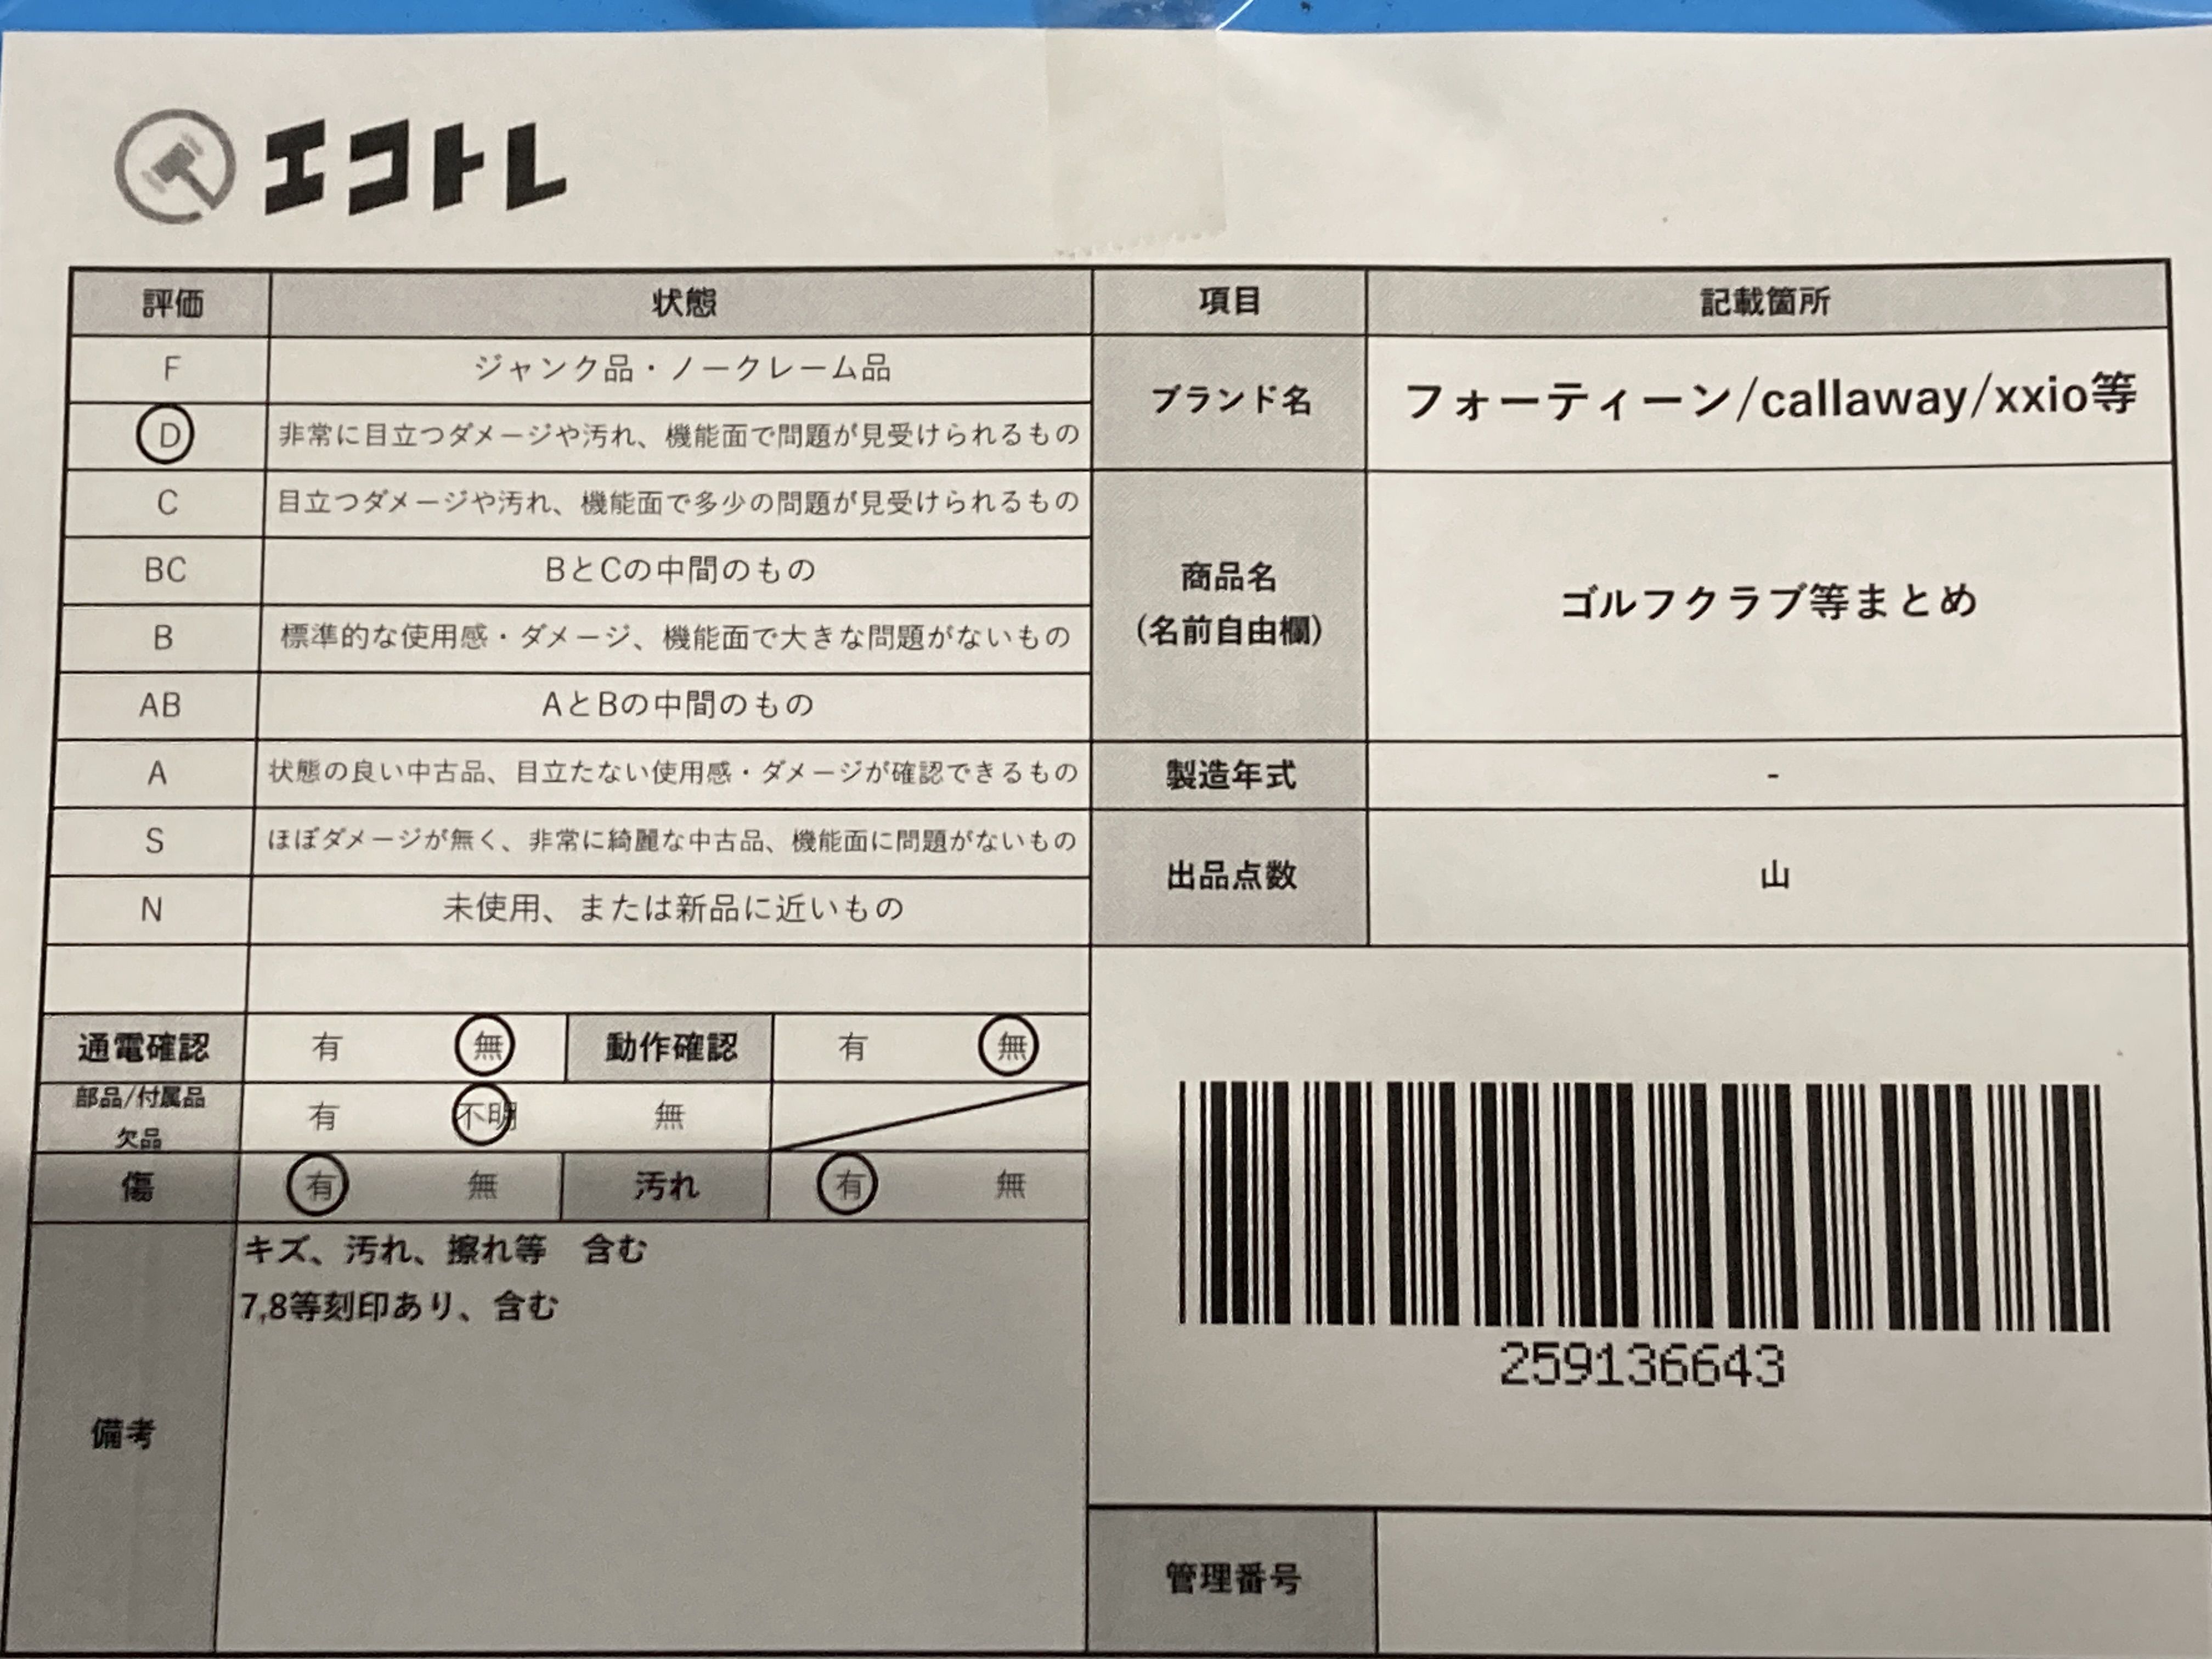 エコトレ
評価 状態 項目 記載箇所
F ジャンク品・ノークレーム品
D 非常に目立つダメージや汚れ、機能面で問題が見受けられるもの
ブランド名 フォーティーン/callaway/xxio等
C 目立つダメージや汚れ、機能面で多少の問題が見受けられるもの
BC BとCの中間のもの
商品名
(名前自由欄)
ゴルフクラブ等まとめ
B 標準的な使用感・ダメージ、機能面で大きな問題がないもの
AB AとBの中間のもの
A 状態の良い中古品、目立たない使用感・ダメージが確認できるもの
製造年式 -
S ほぼダメージが無く、非常に綺麗な中古品、機能面に問題がないもの
出品点数 山
N 未使用、または新品に近いもの
通電確認 有 無 動作確認 有 無
部品/付属品
欠品
有 不明 無
傷 有 無 汚れ 有 無
備考
キズ、汚れ、擦れ等　含む
7,8等刻印あり、含む
259136643
管理番号